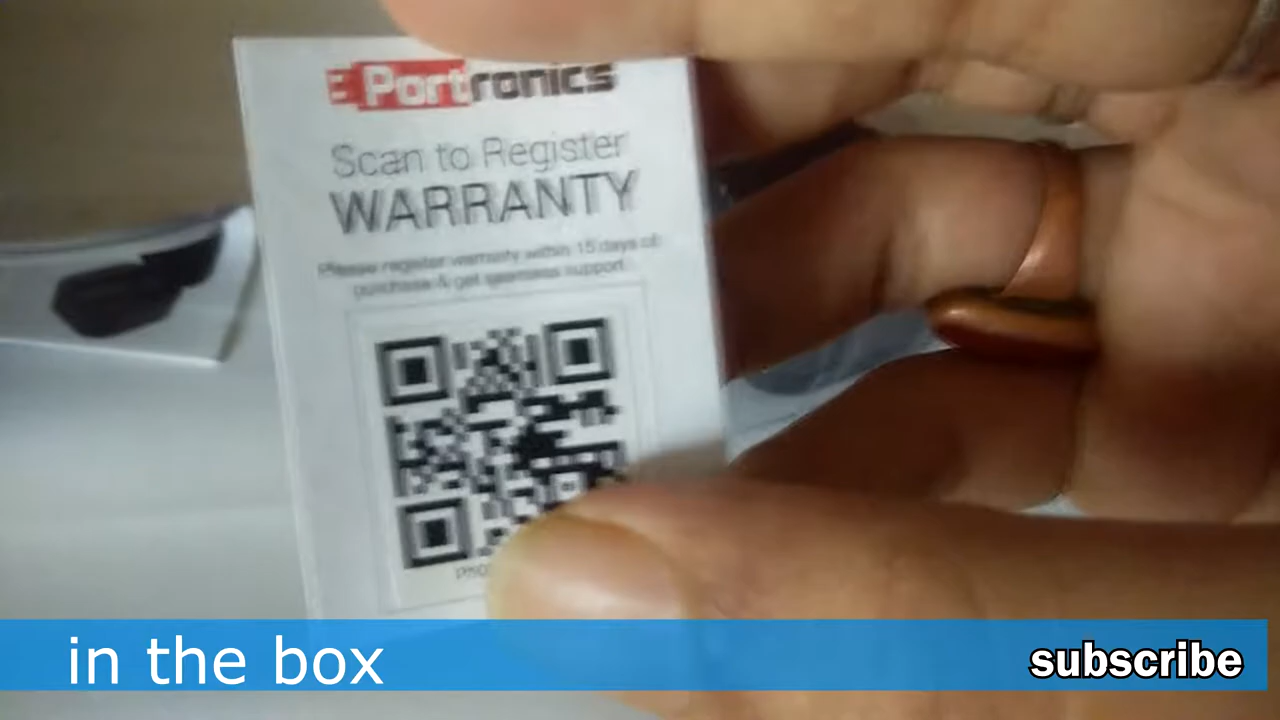 Portronics
Scan to Register
WARRANTY
Please register warranty within 15 days of
purchase & get seamless support.
in the box
subscribe